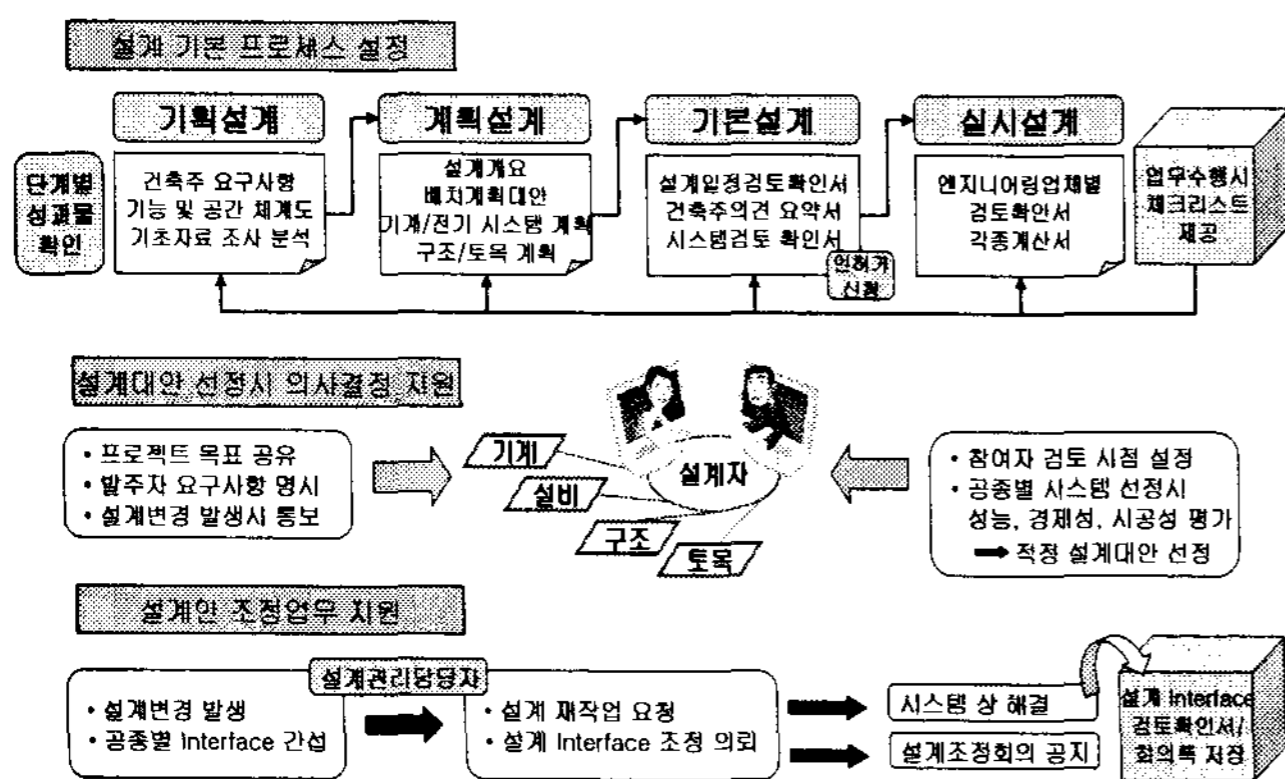 설계 기본 프로세스 설정
기획설계
계획설계
기본설계
실시설계
단계별
성과물
확인
건축주 요구사항
기능 및 공간 체계도
기초자료 조사 분석
설계개요
배치계획대안
기계/전기 시스템 계획
구조/토목 계획
설계일정검토확인서
건축주의견 요약서
시스템검토 확인서
인허가
신청
엔지니어링업체별
검토확인서
각종계산서
업무수행시
체크리스트
제공
설계대안 선정시 의사결정 지원
• 프로젝트 목표 공유
• 발주자 요구사항 명시
• 설계변경 발생시 통보
기계
설비
구조
토목
설계자
• 참여자 검토 시점 설정
• 공종별 시스템 선정시
성능, 경제성, 시공성 평가
➡ 적정 설계대안 선정
설계안 조정업무 지원
설계관리담당자
• 설계변경 발생
• 공종별 Interface 간섭
• 설계 재작업 요청
• 설계 Interface 조정 의뢰
시스템 상 해결
설계조정회의 공지
설계 Interface
검토확인서/
회의록 저장